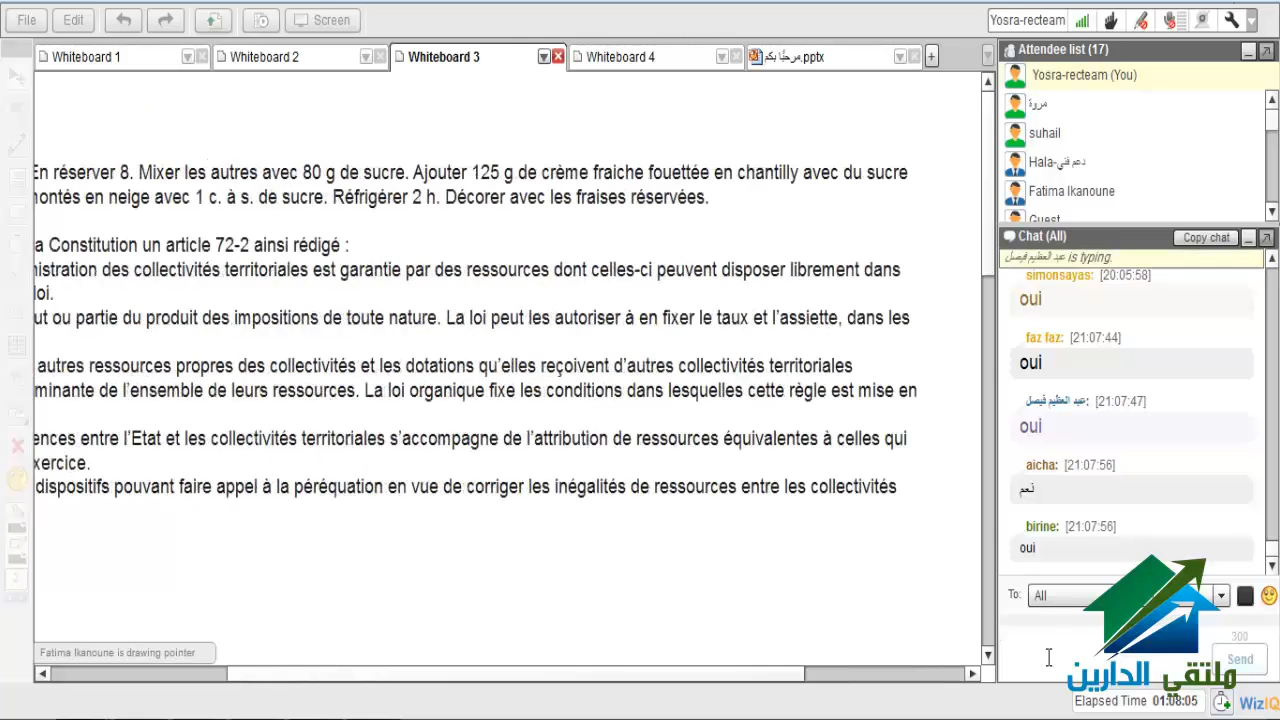 File
Edit
Screen
Yosra-recteam
Whiteboard 1
Whiteboard 2
Whiteboard 3
Whiteboard 4
مرحبًا بكم.pptx
En réserver 8. Mixer les autres avec 80 g de sucre. Ajouter 125 g de crème fraiche fouettée en chantilly avec du sucre
montés en neige avec 1 c. à s. de sucre. Réfrigérer 2 h. Décorer avec les fraises réservées.
a Constitution un article 72-2 ainsi rédigé :
nistration des collectivités territoriales est garantie par des ressources dont celles-ci peuvent disposer librement dans
loi.
ut ou partie du produit des impositions de toute nature. La loi peut les autoriser à en fixer le taux et l'assiette, dans les
autres ressources propres des collectivités et les dotations qu'elles reçoivent d'autres collectivités territoriales
minante de l'ensemble de leurs ressources. La loi organique fixe les conditions dans lesquelles cette règle est mise en
ences entre l'Etat et les collectivités territoriales s'accompagne de l'attribution de ressources équivalentes à celles qui
xercice.
dispositifs pouvant faire appel à la péréquation en vue de corriger les inégalités de ressources entre les collectivités
Fatima Ikanoune is drawing pointer
Attendee list (17)
Yosra-recteam (You)
مروة
suhail
Hala-دعم فني
Fatima Ikanoune
Guest
Chat (All)
Copy chat
عبد العظيم فيصل is typing.
simonsayas: [20:05:58]
oui
faz faz: [21:07:44]
oui
عبد العظيم فيصل: [21:07:47]
oui
aicha: [21:07:56]
نعم
birine: [21:07:56]
oui
To: All
300
Send
ملتقي الدارين
Elapsed Time 01:08:05
WizIQ